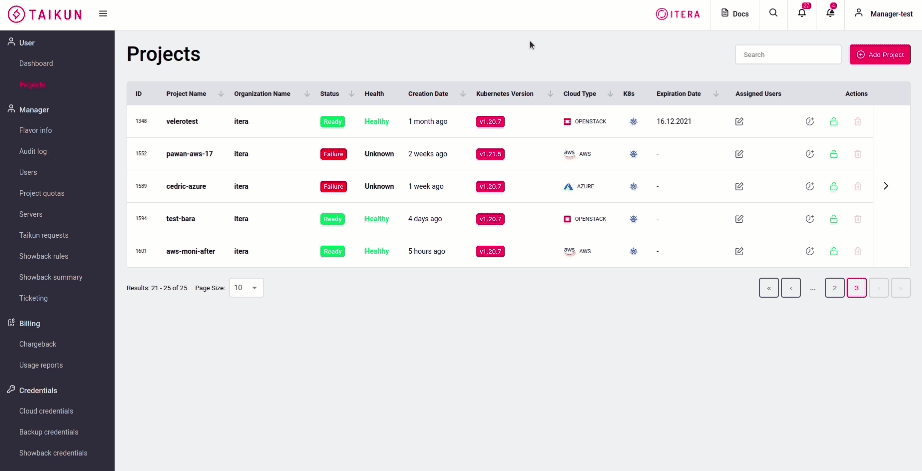 TAIKUN
ITERA
Docs
27
Manager-test
User
Dashboard
Projects
Manager
Flavor info
Audit log
Users
Project quotas
Servers
Taikun requests
Showback rules
Showback summary
Ticketing
Billing
Chargeback
Usage reports
Credentials
Cloud credentials
Backup credentials
Showback credentials
Projects
Search
Add Project
ID Project Name Organization Name Status Health Creation Date Kubernetes Version Cloud Type K8s Expiration Date Assigned Users Actions
1348 velerotest itera Ready Healthy 1 month ago v1.20.7 OPENSTACK 16.12.2021
1552 pawan-aws-17 itera Failure Unknown 2 weeks ago v1.21.5 aws AWS -
1589 cedric-azure itera Failure Unknown 1 week ago v1.20.7 AZURE -
1594 test-bara itera Ready Healthy 4 days ago v1.20.7 OPENSTACK -
1601 aws-moni-after itera Ready Healthy 5 hours ago v1.20.7 aws AWS -
Results: 21 - 25 of 25 Page Size: 10
« ‹ ... 2 3 › »